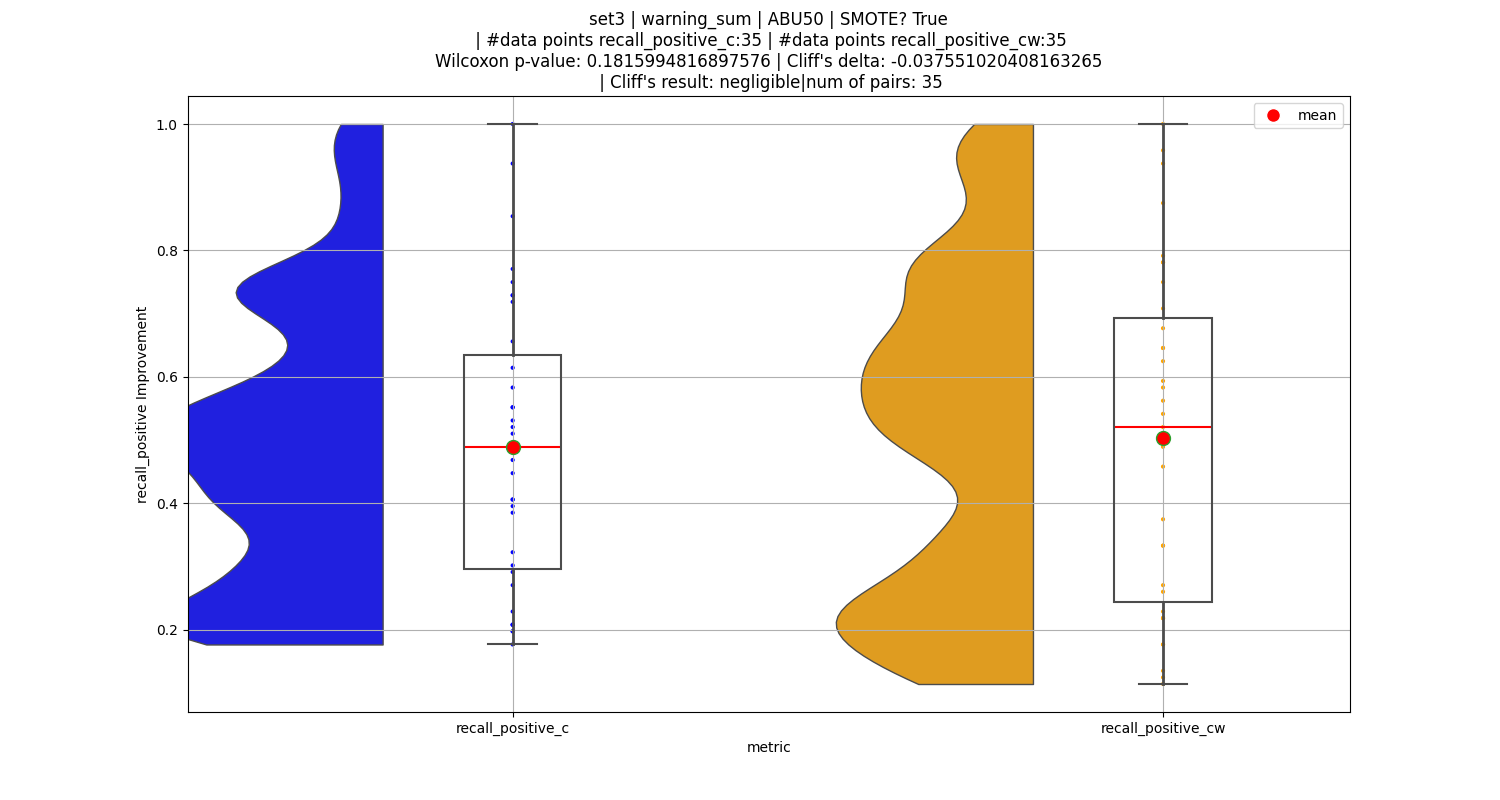 set3 | warning_sum | ABU50 | SMOTE? True
| #data points recall_positive_c:35 | #data points recall_positive_cw:35
Wilcoxon p-value: 0.1815994816897576 | Cliff's delta: -0.037551020408163265
| Cliff's result: negligible|num of pairs: 35
mean
1.0
0.8
0.6
0.4
0.2
recall_positive Improvement
recall_positive_c
recall_positive_cw
metric